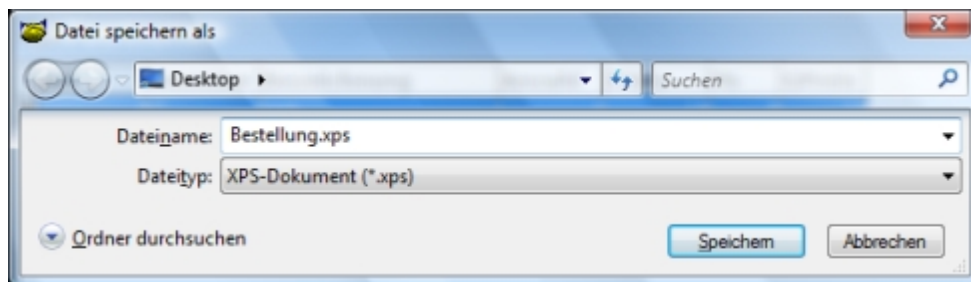 Datei speichern als
Desktop
Suchen
Dateiname: Bestellung.xps
Dateityp: XPS-Dokument (*.xps)
Ordner durchsuchen
Speichern
Abbrechen